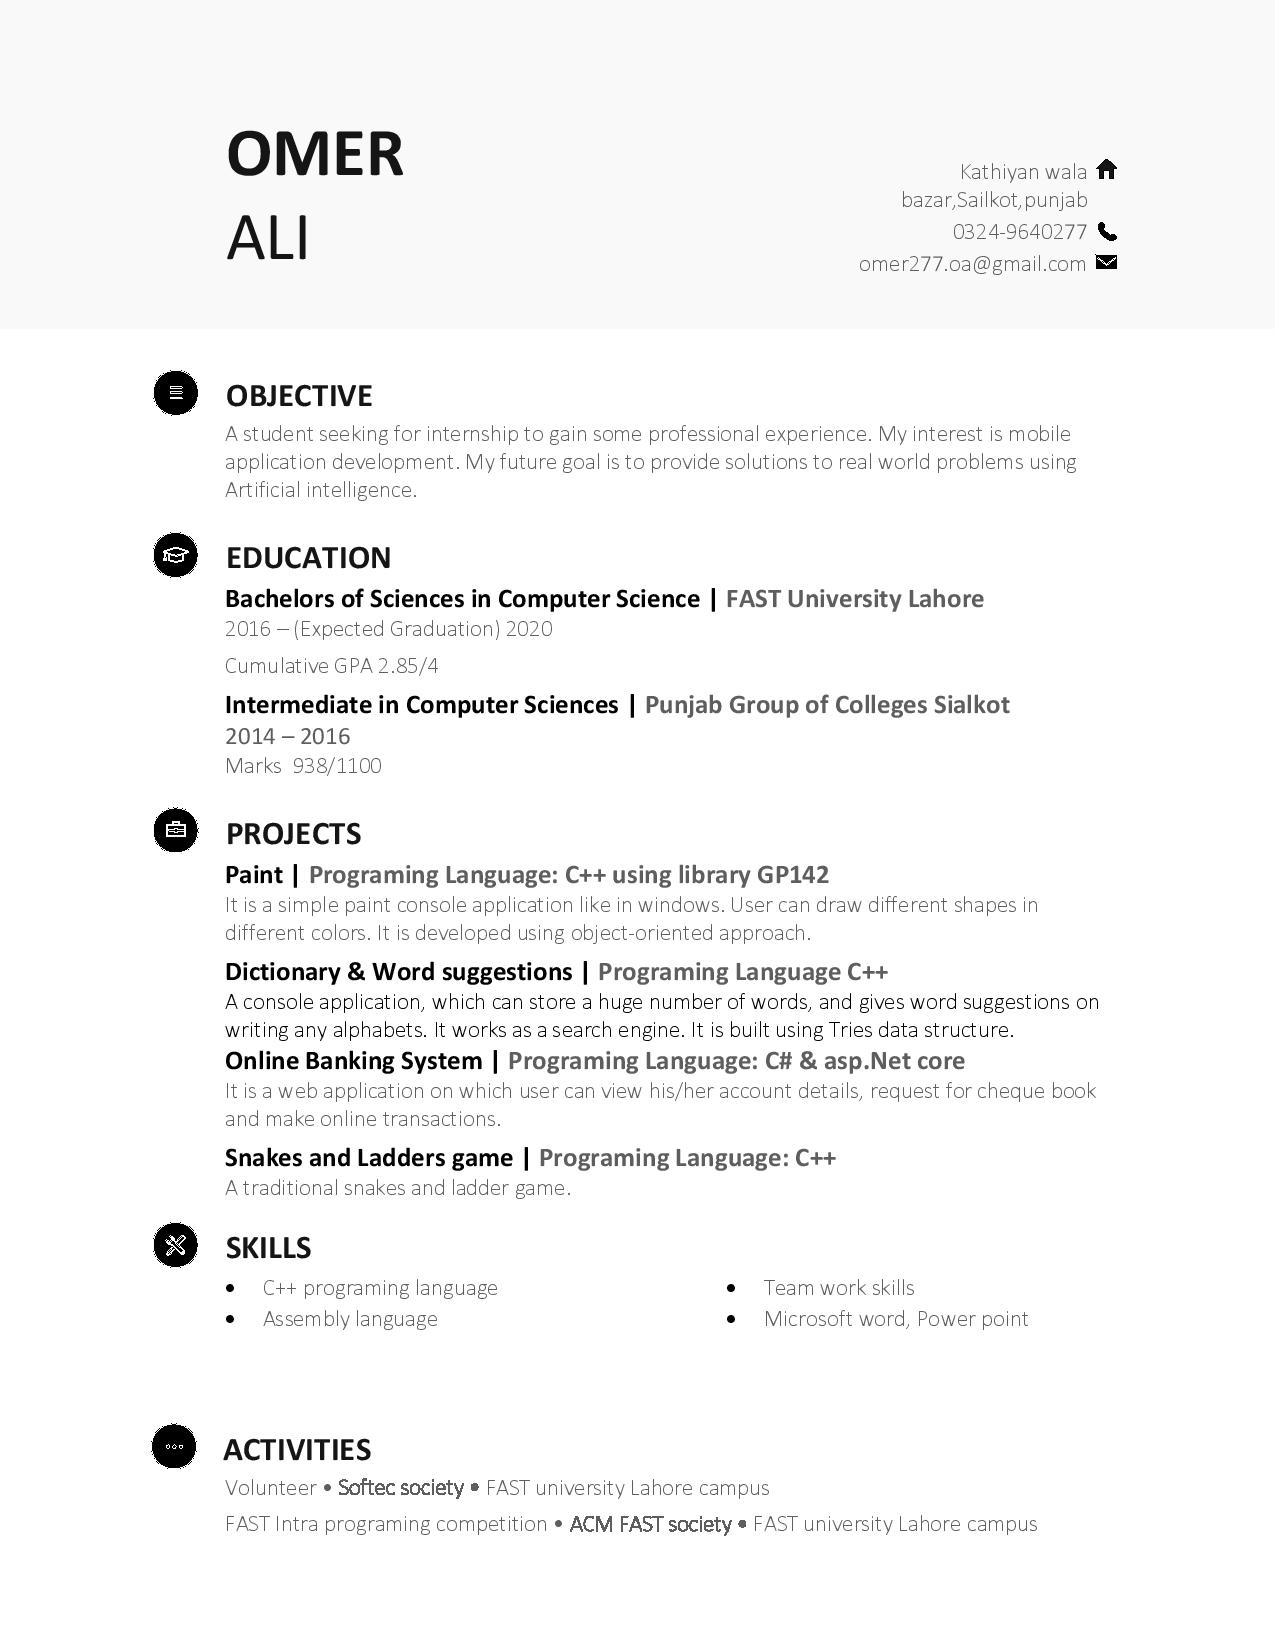 OMER
ALI
Kathiyan wala
bazar,Sailkot,punjab
0324-9640277
omer277.oa@gmail.com
OBJECTIVE
A student seeking for internship to gain some professional experience. My interest is mobile
application development. My future goal is to provide solutions to real world problems using
Artificial intelligence.
EDUCATION
Bachelors of Sciences in Computer Science | FAST University Lahore
2016 – (Expected Graduation) 2020
Cumulative GPA 2.85/4
Intermediate in Computer Sciences | Punjab Group of Colleges Sialkot
2014 – 2016
Marks  938/1100
PROJECTS
Paint | Programing Language: C++ using library GP142
It is a simple paint console application like in windows. User can draw different shapes in
different colors. It is developed using object-oriented approach.
Dictionary & Word suggestions | Programing Language C++
A console application, which can store a huge number of words, and gives word suggestions on
writing any alphabets. It works as a search engine. It is built using Tries data structure.
Online Banking System | Programing Language: C# & asp.Net core
It is a web application on which user can view his/her account details, request for cheque book
and make online transactions.
Snakes and Ladders game | Programing Language: C++
A traditional snakes and ladder game.
SKILLS
• C++ programing language
• Assembly language
• Team work skills
• Microsoft word, Power point
ACTIVITIES
Volunteer • Softec society • FAST university Lahore campus
FAST Intra programing competition • ACM FAST society • FAST university Lahore campus